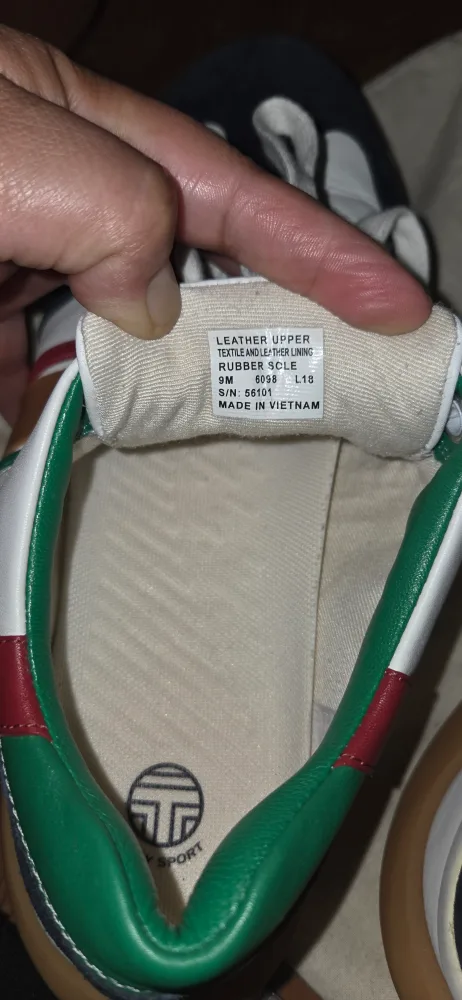 LEATHER UPPER
TEXTILE AND LEATHER LINING
RUBBER SOLE
9M 6098 L18
S/N: 56101
MADE IN VIETNAM
SPORT